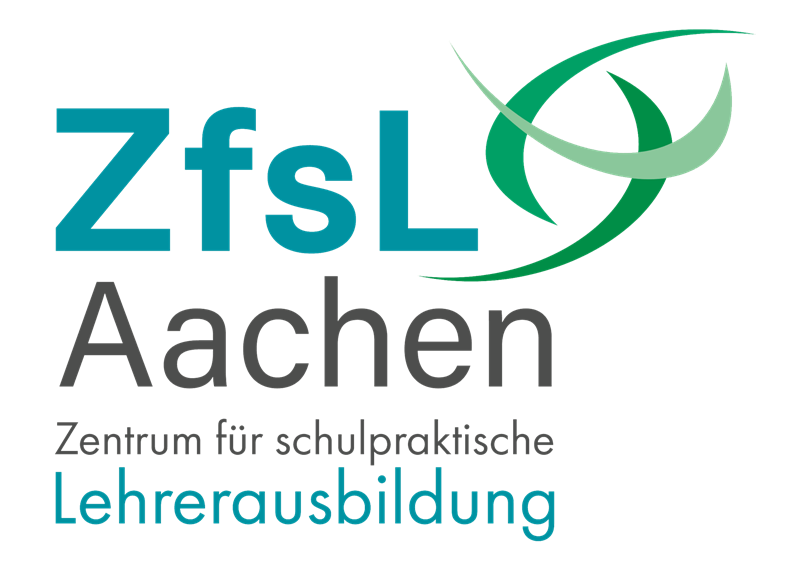 ZfsL
Aachen
Zentrum für schulpraktische
Lehrerausbildung